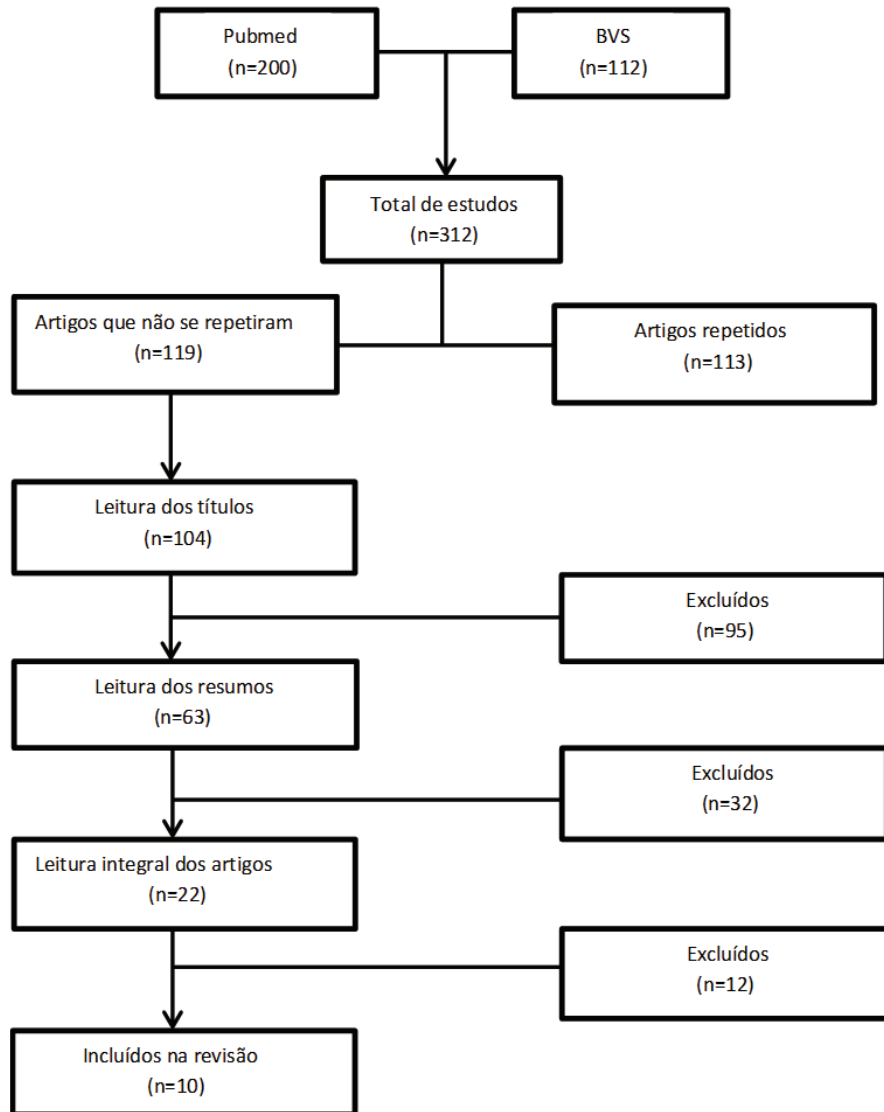 Pubmed
(n=200)
BVS
(n=112)
Total de estudos
(n=312)
Artigos que não se repetiram
(n=119)
Artigos repetidos
(n=113)
Leitura dos títulos
(n=104)
Excluídos
(n=95)
Leitura dos resumos
(n=63)
Excluídos
(n=32)
Leitura integral dos artigos
(n=22)
Excluídos
(n=12)
Incluídos na revisão
(n=10)